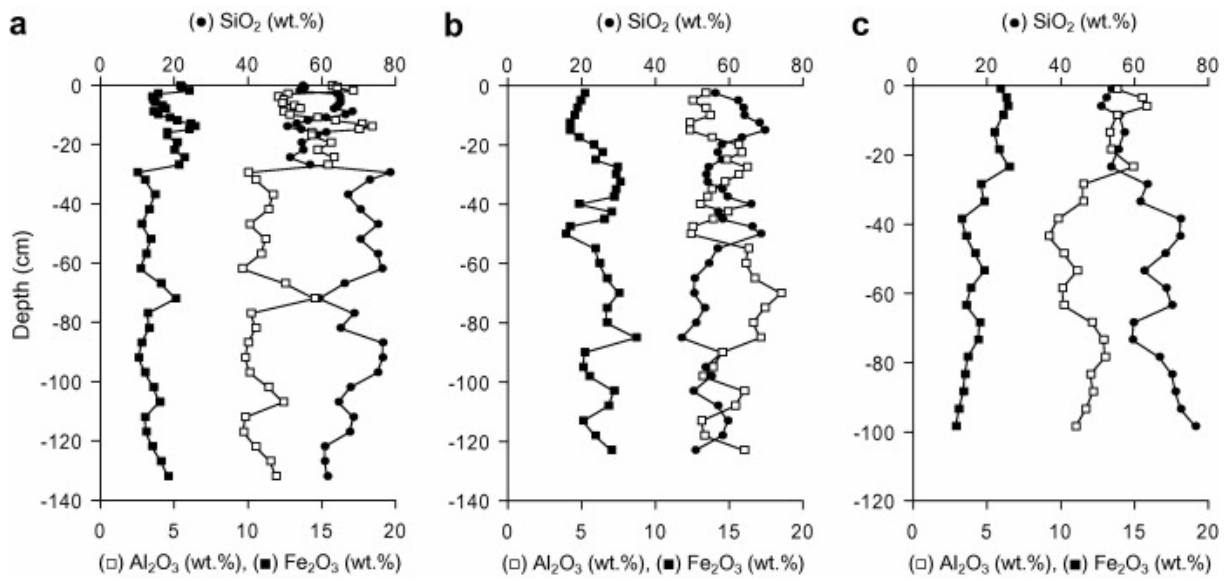 a (●) SiO₂ (wt.%) b (●) SiO₂ (wt.%) c (●) SiO₂ (wt.%)
0 20 40 60 80 0 20 40 60 80 0 20 40 60 80
0 0 0
-20 -20 -20
-40 -40 -40
-60 -60 -60
-80 -80 -80
-100 -100 -100
-120 -120 -120
-140 -140
Depth (cm)
0 5 10 15 20 0 5 10 15 20 0 5 10 15 20
(□) Al₂O₃ (wt.%), (■) Fe₂O₃ (wt.%) (□) Al₂O₃ (wt.%), (■) Fe₂O₃ (wt.%) (□) Al₂O₃ (wt.%), (■) Fe₂O₃ (wt.%)